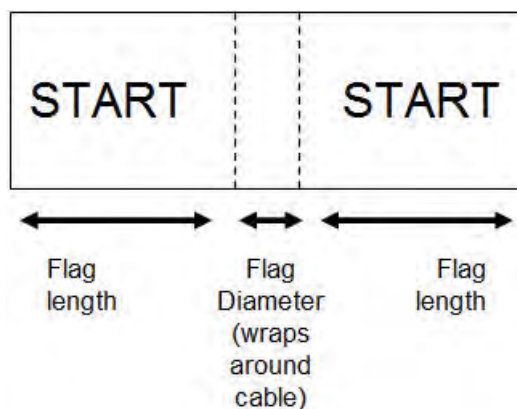 START START
Flag length
Flag Diameter (wraps around cable)
Flag length